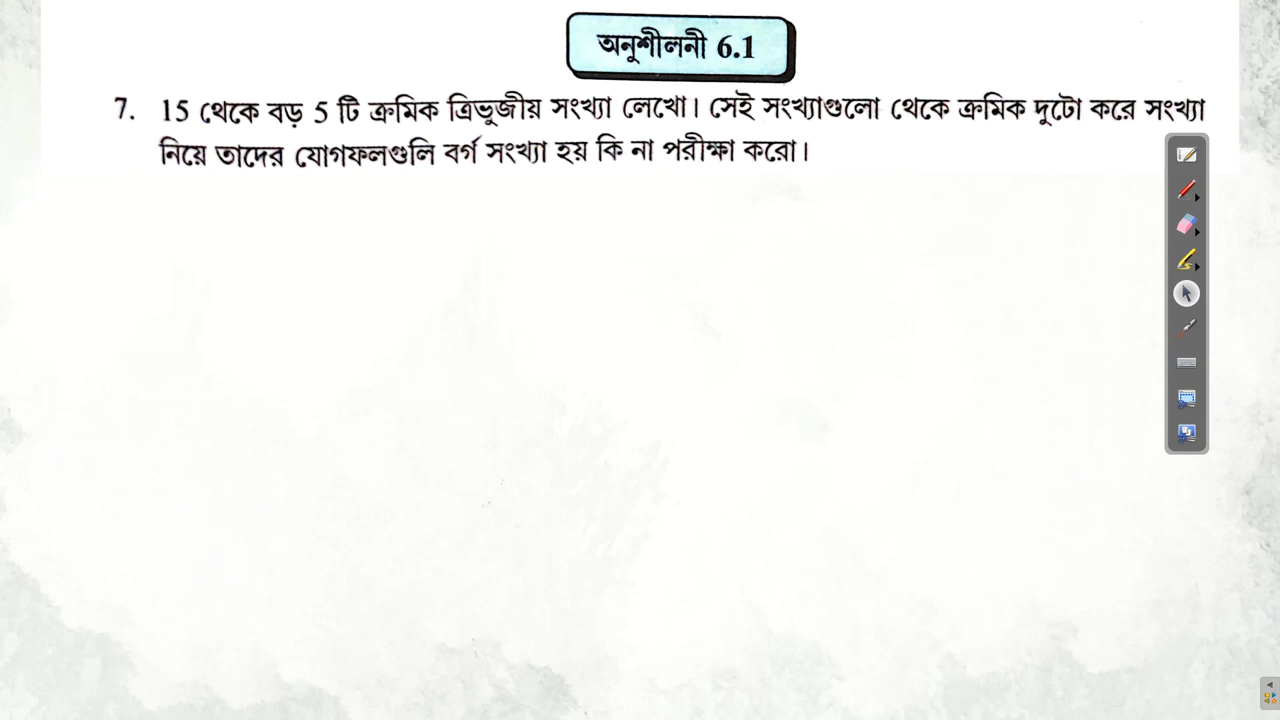 অনুশীলনী 6.1
7. 15 থেকে বড় 5 টি ক্রমিক ত্রিভুজীয় সংখ্যা লেখো। সেই সংখ্যাগুলো থেকে ক্রমিক দুটো করে সংখ্যা
নিয়ে তাদের যোগফলগুলি বর্গ সংখ্যা হয় কি না পরীক্ষা করো।